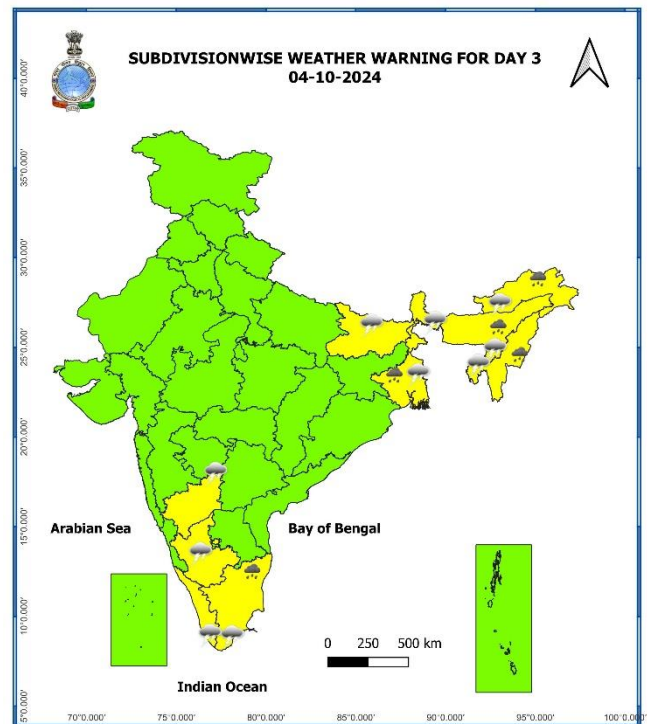 SUBDIVISIONWISE WEATHER WARNING FOR DAY 3
04-10-2024
40°0.000'
35°0.000'
30°0.000'
25°0.000'
20°0.000'
15°0.000'
10°0.000'
5°0.000'
Arabian Sea
Bay of Bengal
0 250 500 km
Indian Ocean
70°0.000' 75°0.000' 80°0.000' 85°0.000' 90°0.000' 95°0.000' 100°0.000'